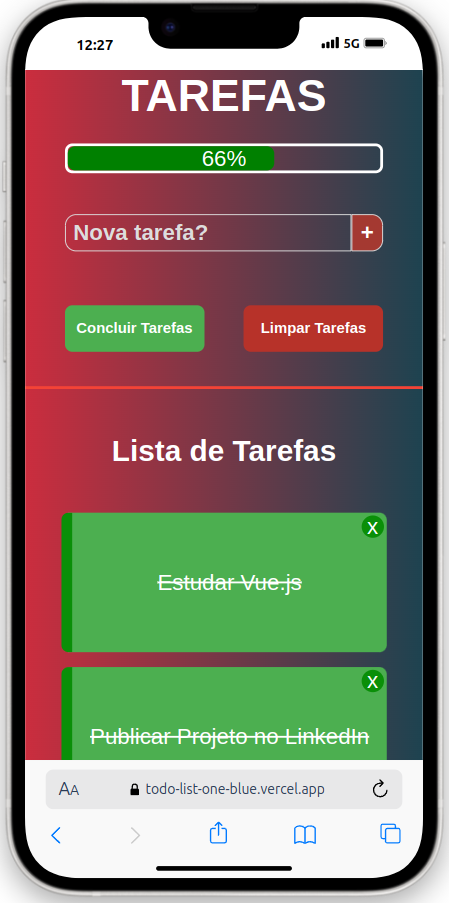 12:27
5G
TAREFAS
66%
Nova tarefa?
+
Concluir Tarefas
Limpar Tarefas
Lista de Tarefas
X
Estudar Vue.js
X
Publicar Projeto no LinkedIn
AA
todo-list-one-blue.vercel.app